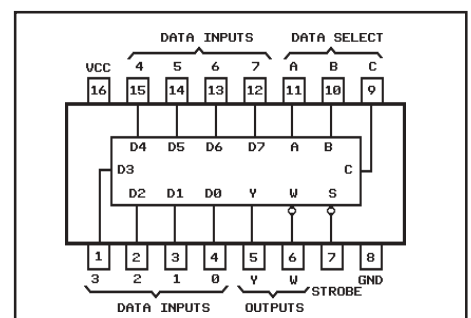 DATA INPUTS DATA SELECT
VCC 4 5 6 7 A B C
16 15 14 13 12 11 10 9
D4 D5 D6 D7 A B
D3 C
D2 D1 D0 Y W S
1 2 3 4 5 6 7 8
3 2 1 0 Y W GND
STROBE
DATA INPUTS OUTPUTS